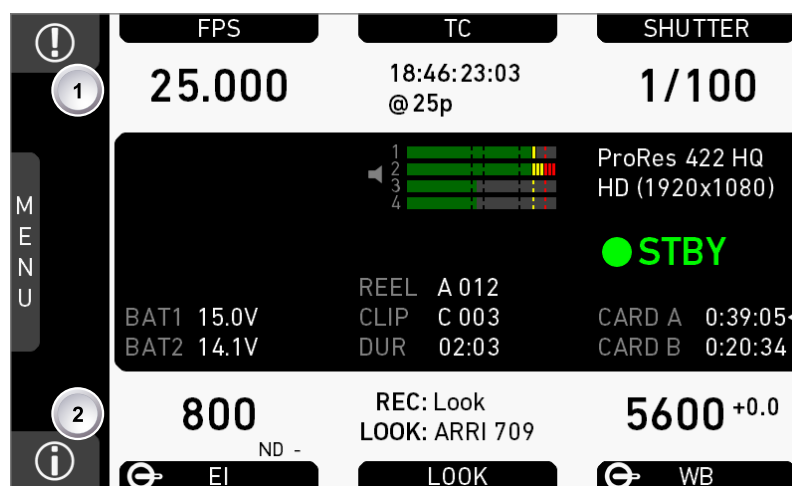 FPS TC SHUTTER
1
25.000
18:46:23:03
@ 25p
1/100
MENU
1
2
3
4
ProRes 422 HQ
HD (1920x1080)
STBY
BAT1 15.0V
BAT2 14.1V
REEL A 012
CLIP C 003
DUR 02:03
CARD A 0:39:05
CARD B 0:20:34
2
800
ND -
REC: Look
LOOK: ARRI 709
5600 +0.0
EI LOOK WB